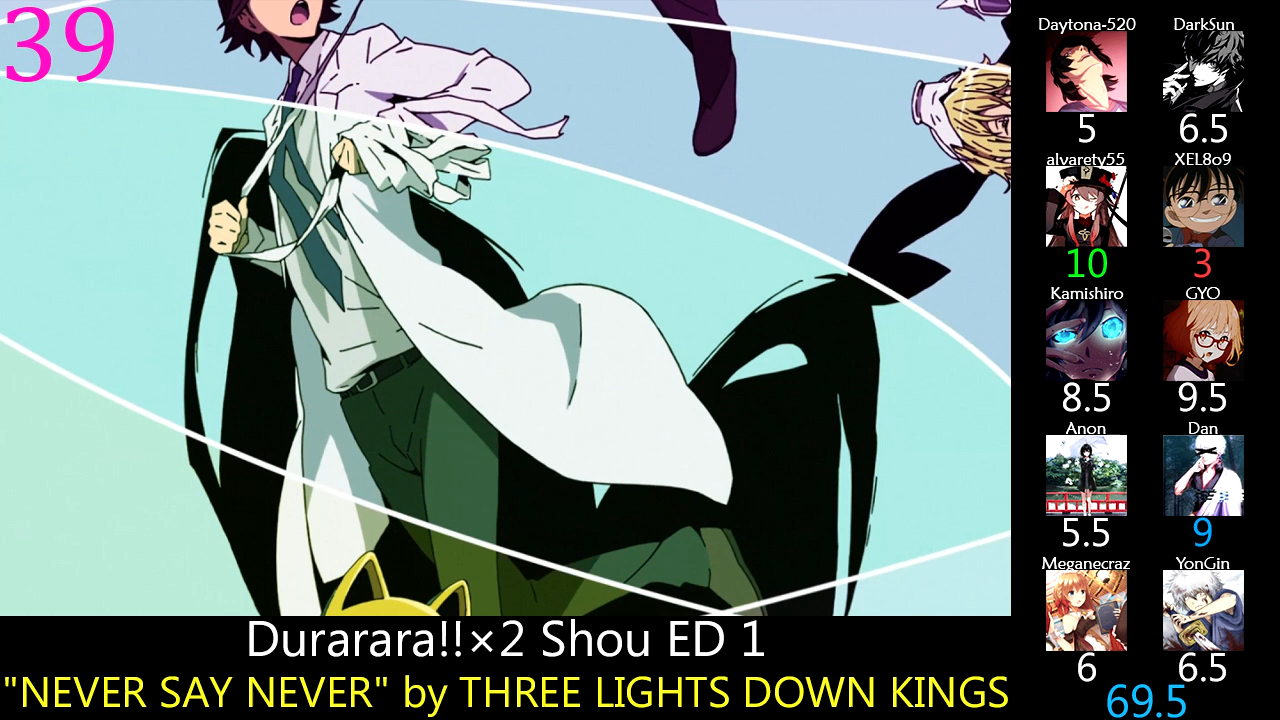 39
Daytona-520 DarkSun
5 6.5
alvarety55 XEL8o9
10 3
Kamishiro GYO
8.5 9.5
Anon Dan
5.5 9
Meganecraz YonGin
6 6.5
69.5
Durarara!!×2 Shou ED 1
"NEVER SAY NEVER" by THREE LIGHTS DOWN KINGS